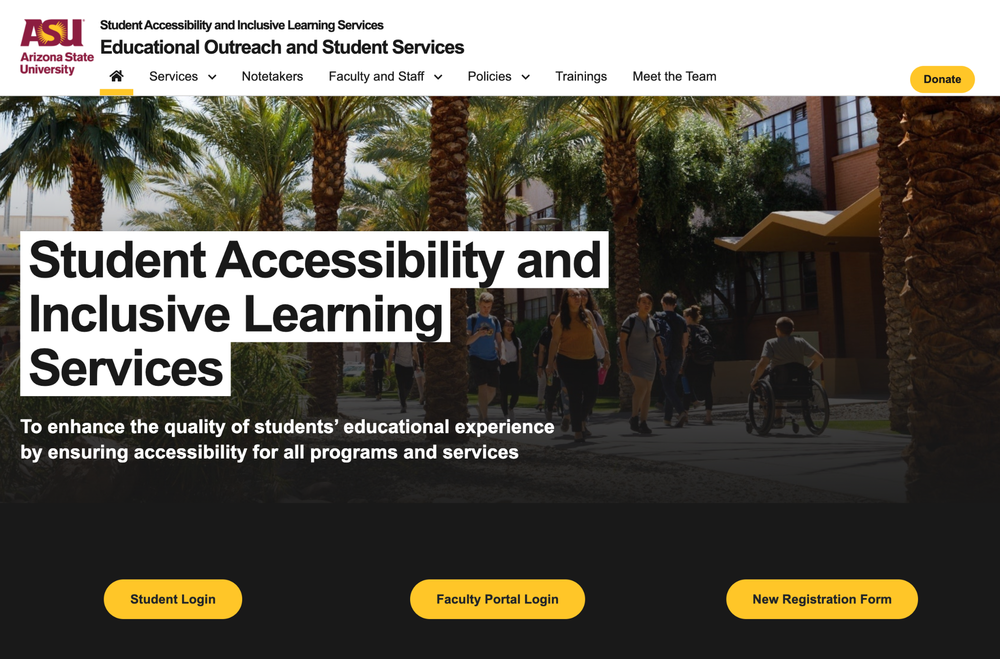 ASU
Arizona State
University
Student Accessibility and Inclusive Learning Services
Educational Outreach and Student Services
Services
Notetakers
Faculty and Staff
Policies
Trainings
Meet the Team
Donate
Student Accessibility and
Inclusive Learning
Services
To enhance the quality of students’ educational experience
by ensuring accessibility for all programs and services
Student Login
Faculty Portal Login
New Registration Form